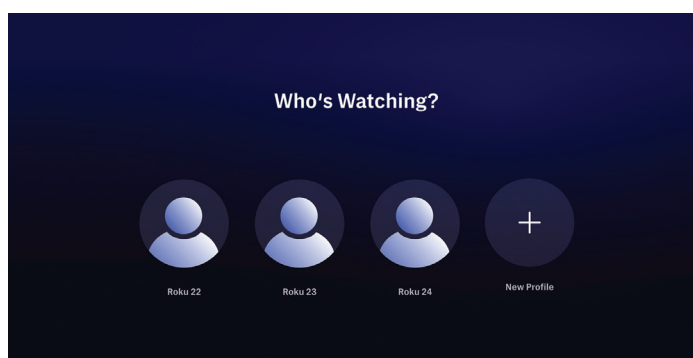 Who's Watching?
Roku 22
Roku 23
Roku 24
New Profile